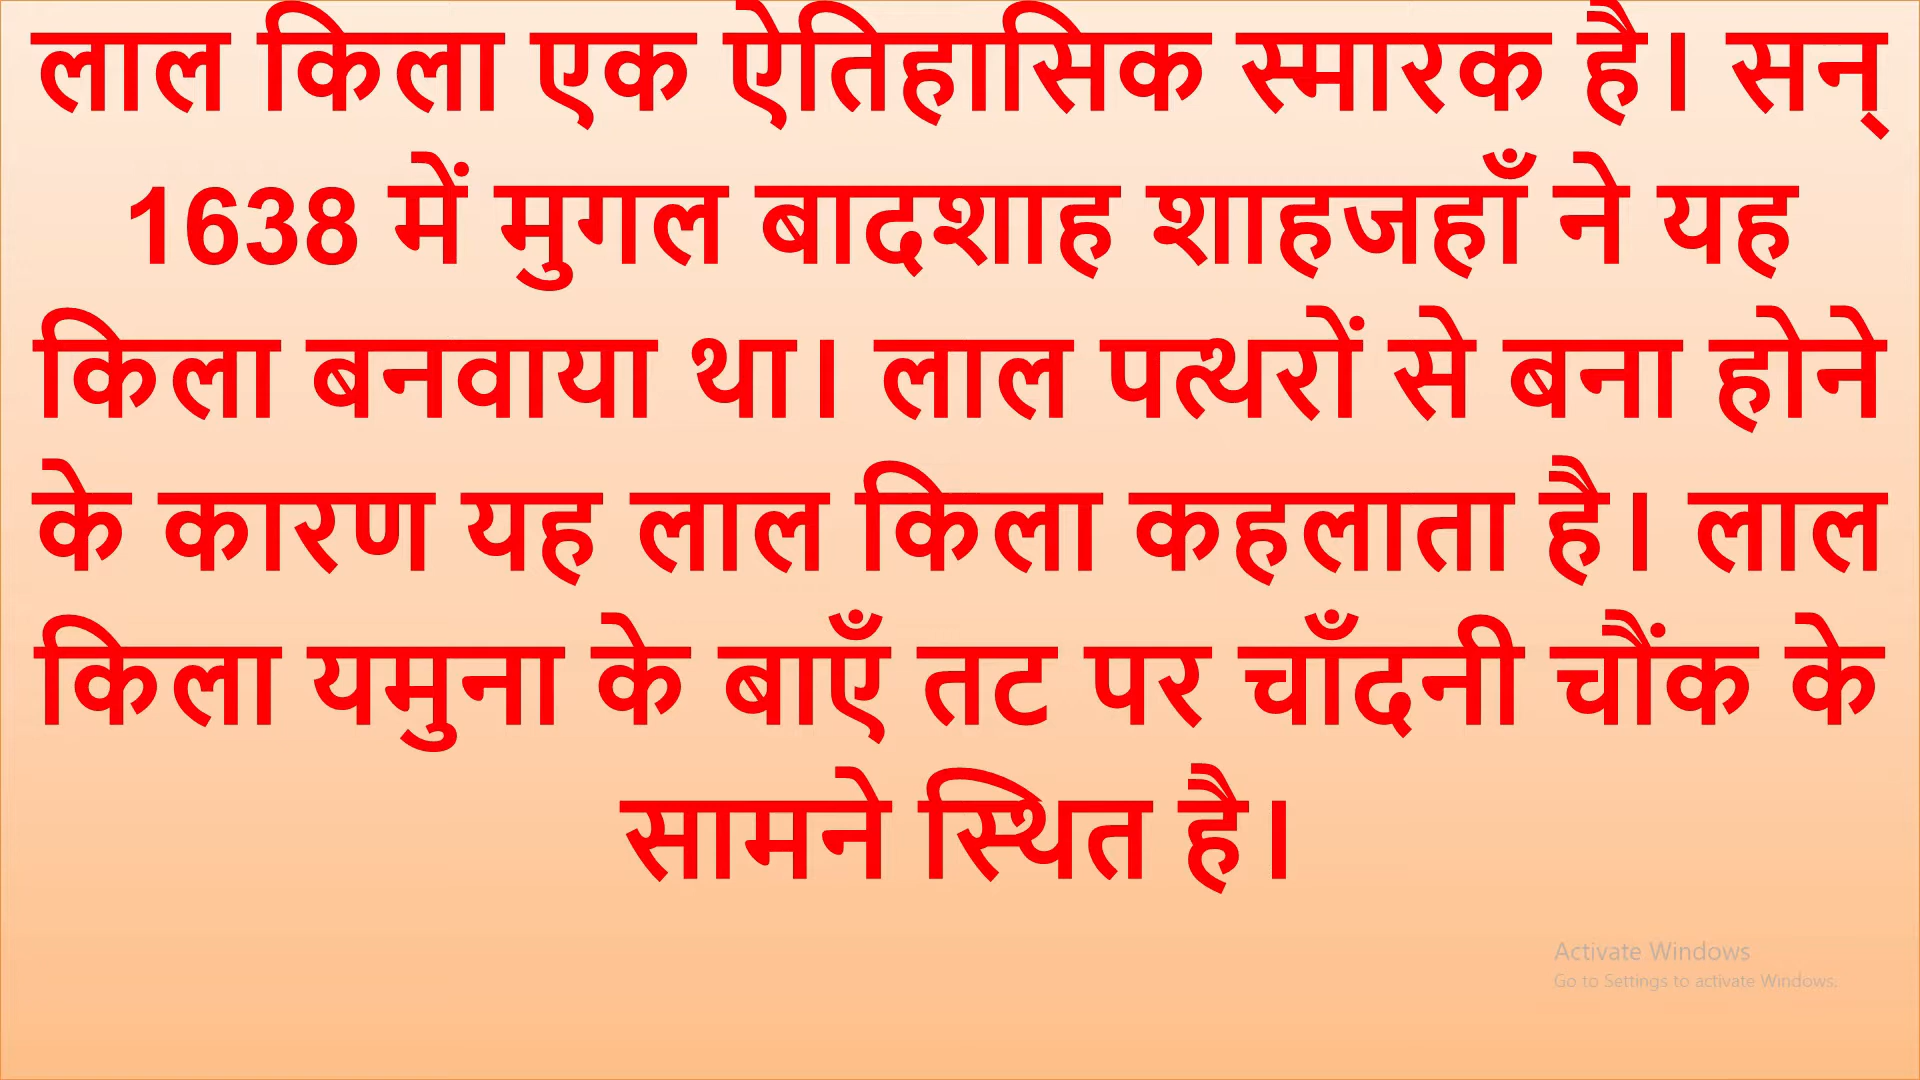 लाल किला एक ऐतिहासिक स्मारक है। सन्
1638 में मुगल बादशाह शाहजहाँ ने यह
किला बनवाया था। लाल पत्थरों से बना होने
के कारण यह लाल किला कहलाता है। लाल
किला यमुना के बाएँ तट पर चाँदनी चौंक के
सामने स्थित है।
Activate Windows
Go to Settings to activate Windows.